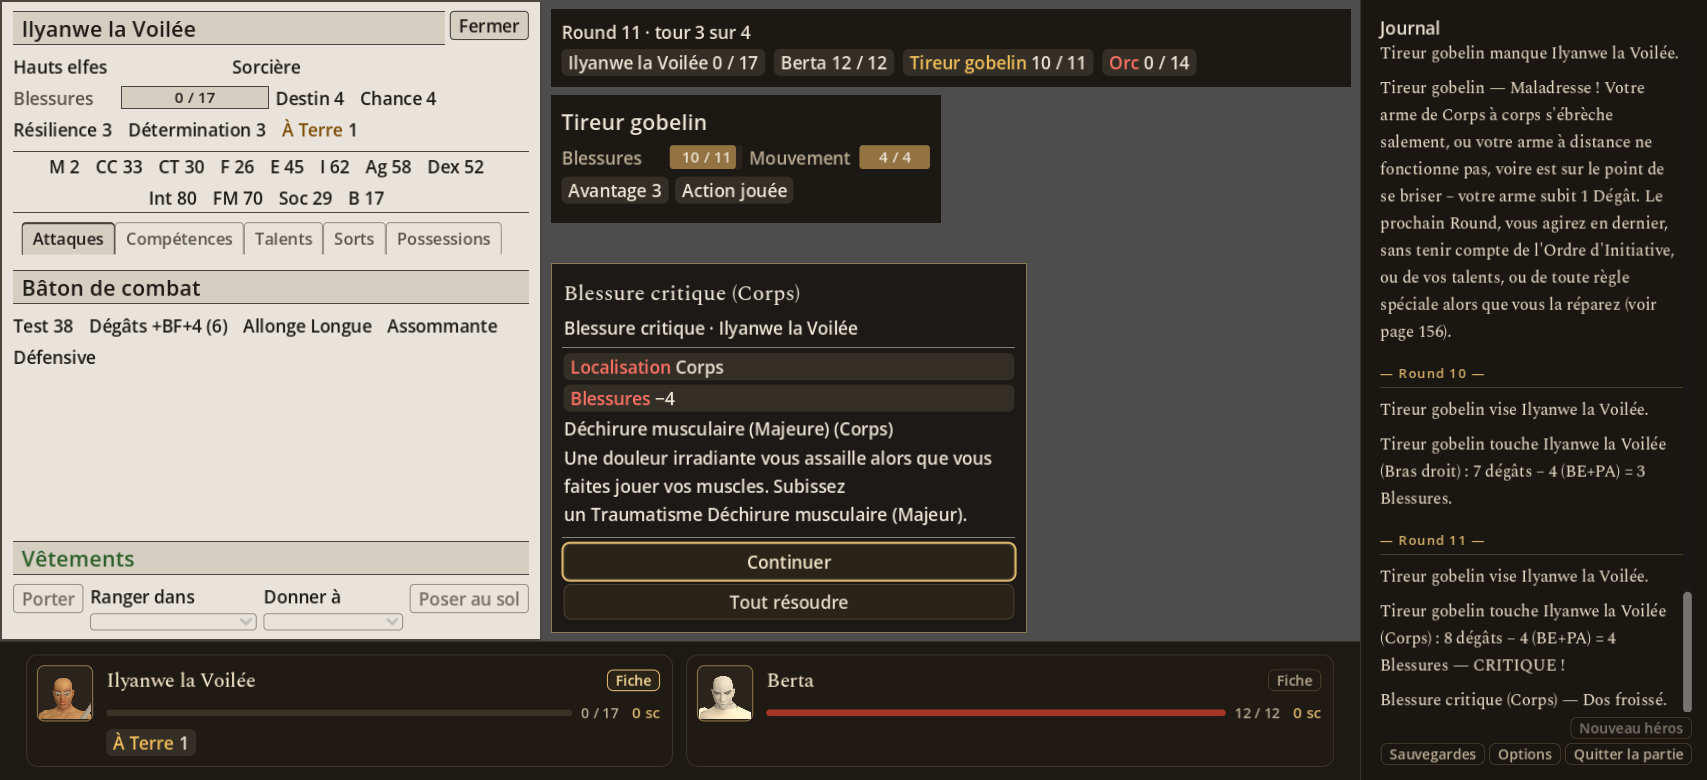 Ilyanwe la Voilée
Fermer
Hauts elfes Sorcière
Blessures 0 / 17 Destin 4 Chance 4
Résilience 3 Détermination 3 À Terre 1
M 2 CC 33 CT 30 F 26 E 45 I 62 Ag 58 Dex 52
Int 80 FM 70 Soc 29 B 17
Attaques Compétences Talents Sorts Possessions
Bâton de combat
Test 38 Dégâts +BF+4 (6) Allonge Longue Assommante
Défensive
Vêtements
Porter Ranger dans Donner à Poser au sol
Round 11 · tour 3 sur 4
Ilyanwe la Voilée 0 / 17 Berta 12 / 12 Tireur gobelin 10 / 11 Orc 0 / 14
Tireur gobelin
Blessures 10 / 11 Mouvement 4 / 4
Avantage 3 Action jouée
Blessure critique (Corps)
Blessure critique · Ilyanwe la Voilée
Localisation Corps
Blessures −4
Déchirure musculaire (Majeure) (Corps)
Une douleur irradiante vous assaille alors que vous
faites jouer vos muscles. Subissez
un Traumatisme Déchirure musculaire (Majeur).
Continuer
Tout résoudre
Ilyanwe la Voilée Fiche
0 / 17 0 sc
À Terre 1
Berta Fiche
12 / 12 0 sc
Journal
Tireur gobelin manque Ilyanwe la Voilée.
Tireur gobelin — Maladresse ! Votre
arme de Corps à corps s'ébrèche
salement, ou votre arme à distance ne
fonctionne pas, voire est sur le point de
se briser – votre arme subit 1 Dégât. Le
prochain Round, vous agirez en dernier,
sans tenir compte de l'Ordre d'Initiative,
ou de vos talents, ou de toute règle
spéciale alors que vous la réparez (voir
page 156).
— Round 10 —
Tireur gobelin vise Ilyanwe la Voilée.
Tireur gobelin touche Ilyanwe la Voilée
(Bras droit) : 7 dégâts − 4 (BE+PA) = 3
Blessures.
— Round 11 —
Tireur gobelin vise Ilyanwe la Voilée.
Tireur gobelin touche Ilyanwe la Voilée
(Corps) : 8 dégâts − 4 (BE+PA) = 4
Blessures — CRITIQUE !
Blessure critique (Corps) — Dos froissé.
Nouveau héros
Sauvegardes Options Quitter la partie